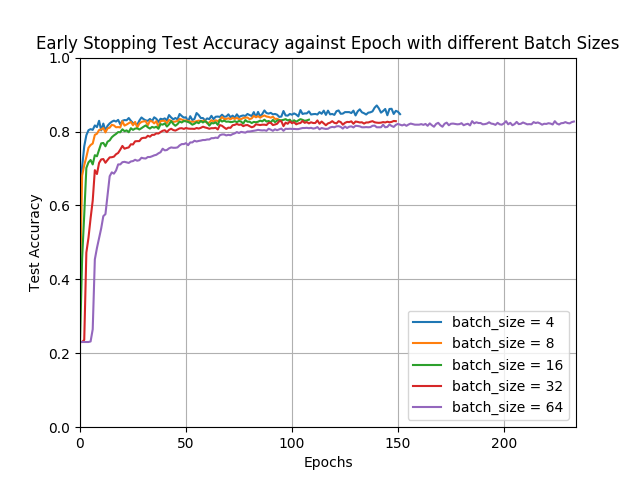 Early Stopping Test Accuracy against Epoch with different Batch Sizes
1.0
0.8
0.6
0.4
0.2
0.0
Test Accuracy
0 50 100 150 200
Epochs
batch_size = 4
batch_size = 8
batch_size = 16
batch_size = 32
batch_size = 64